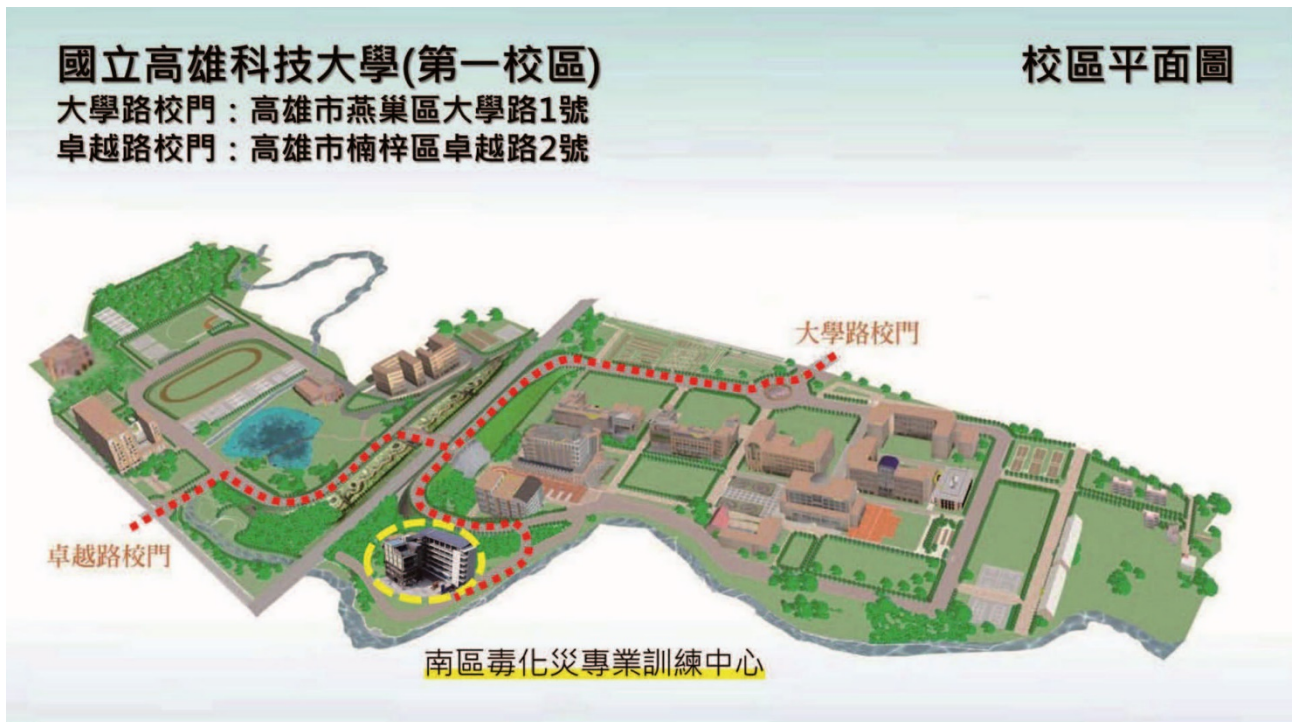 國立高雄科技大學(第一校區)
校區平面圖
大學路校門：高雄市燕巢區大學路1號
卓越路校門：高雄市楠梓區卓越路2號
大學路校門
卓越路校門
南區毒化災專業訓練中心